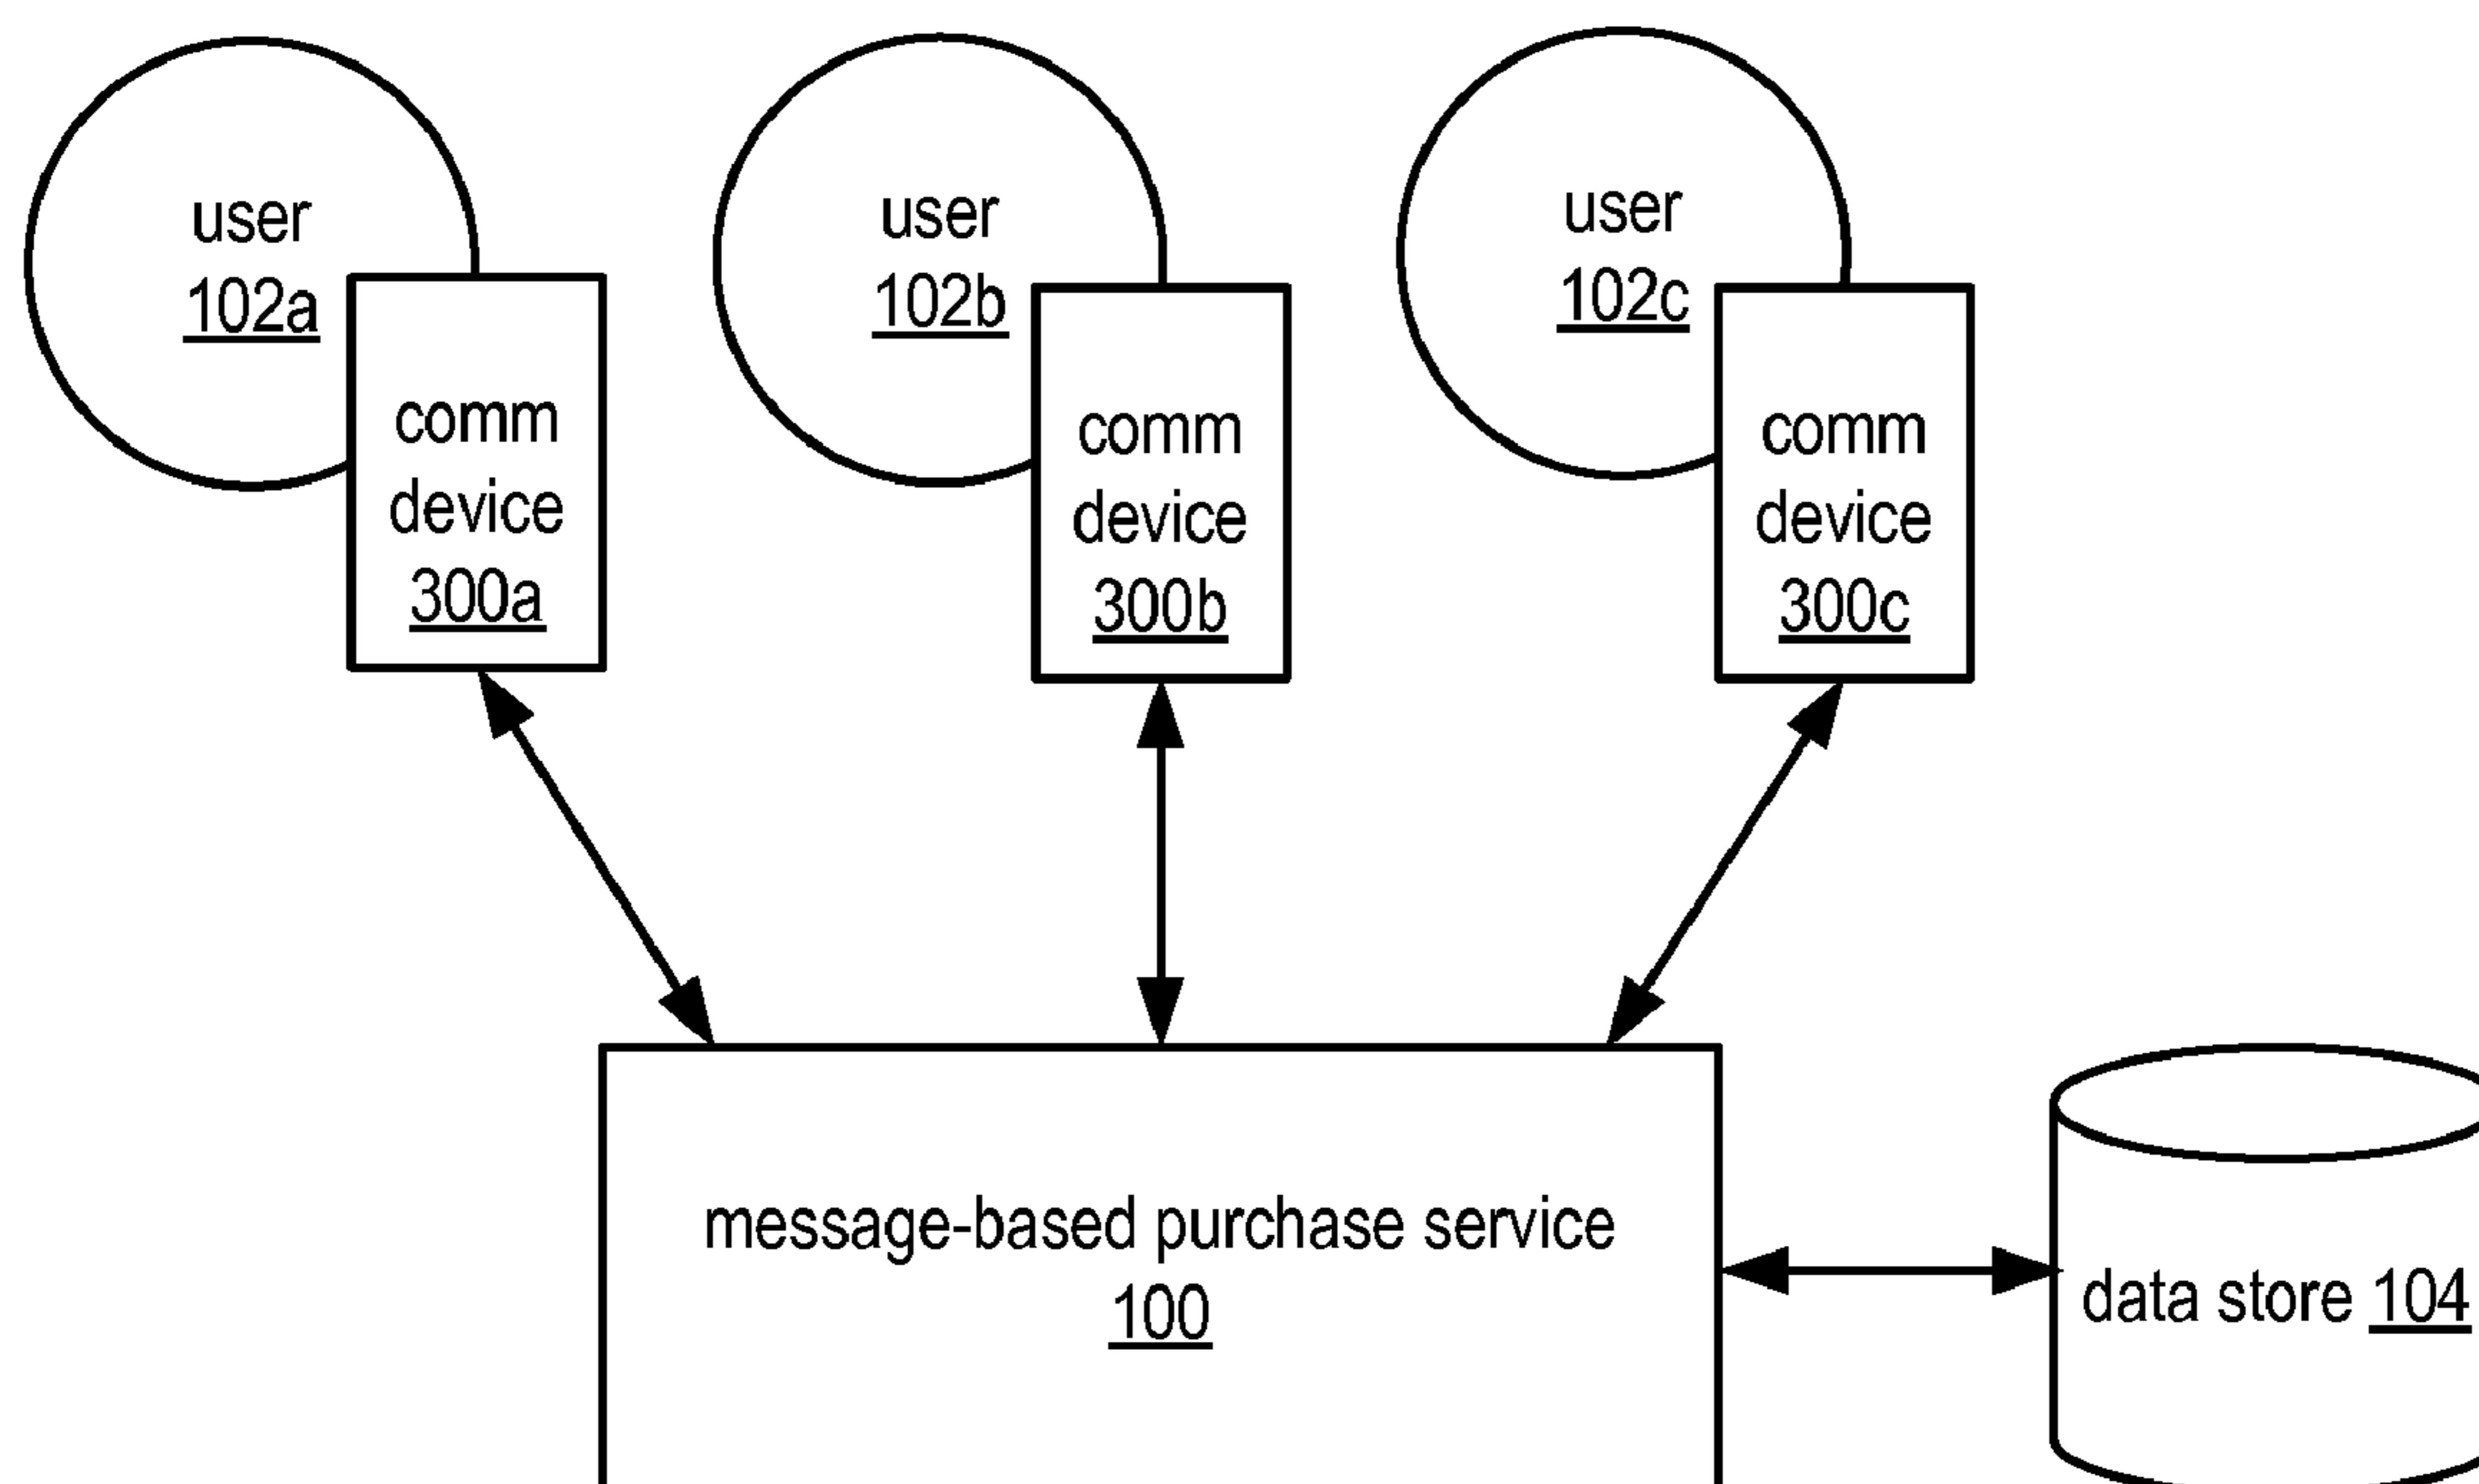 user
102a
user
102b
user
102c
comm
device
300a
comm
device
300b
comm
device
300c
message-based purchase service
100
data store 104